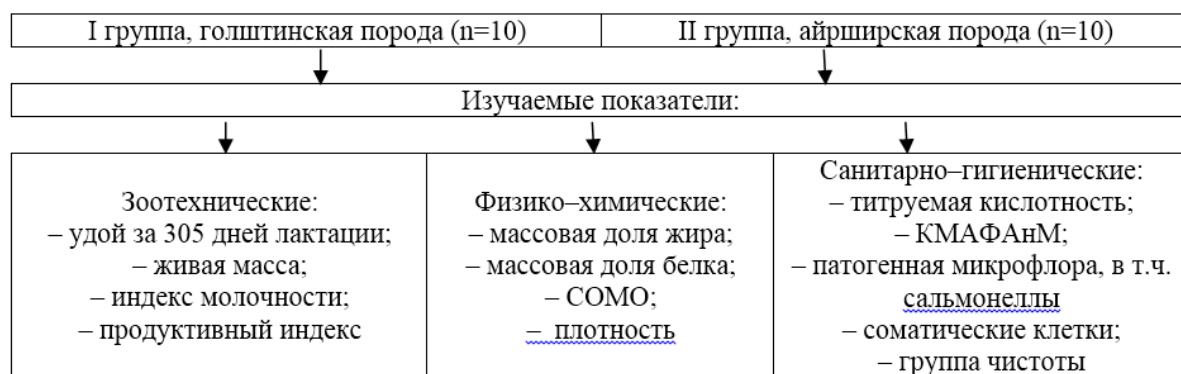 I группа, голштинская порода (n=10)
II группа, айрширская порода (n=10)
Изучаемые показатели:
Зоотехнические:
– удой за 305 дней лактации;
– живая масса;
– индекс молочности;
– продуктивный индекс
Физико–химические:
– массовая доля жира;
– массовая доля белка;
– СОМО;
– плотность
Санитарно–гигиенические:
– титруемая кислотность;
– КМАФАнМ;
– патогенная микрофлора, в т.ч.
сальмонеллы
– соматические клетки;
– группа чистоты